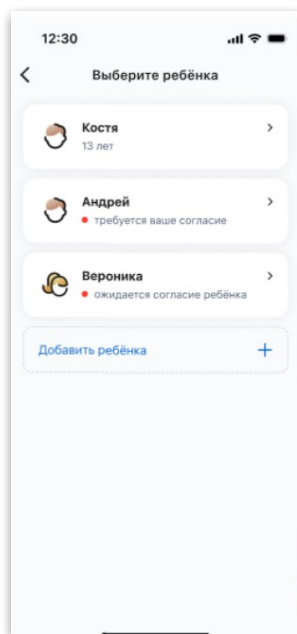 12:30
Выберите ребёнка
Костя
13 лет
Андрей
требуется ваше согласие
Вероника
ожидается согласие ребёнка
Добавить ребёнка